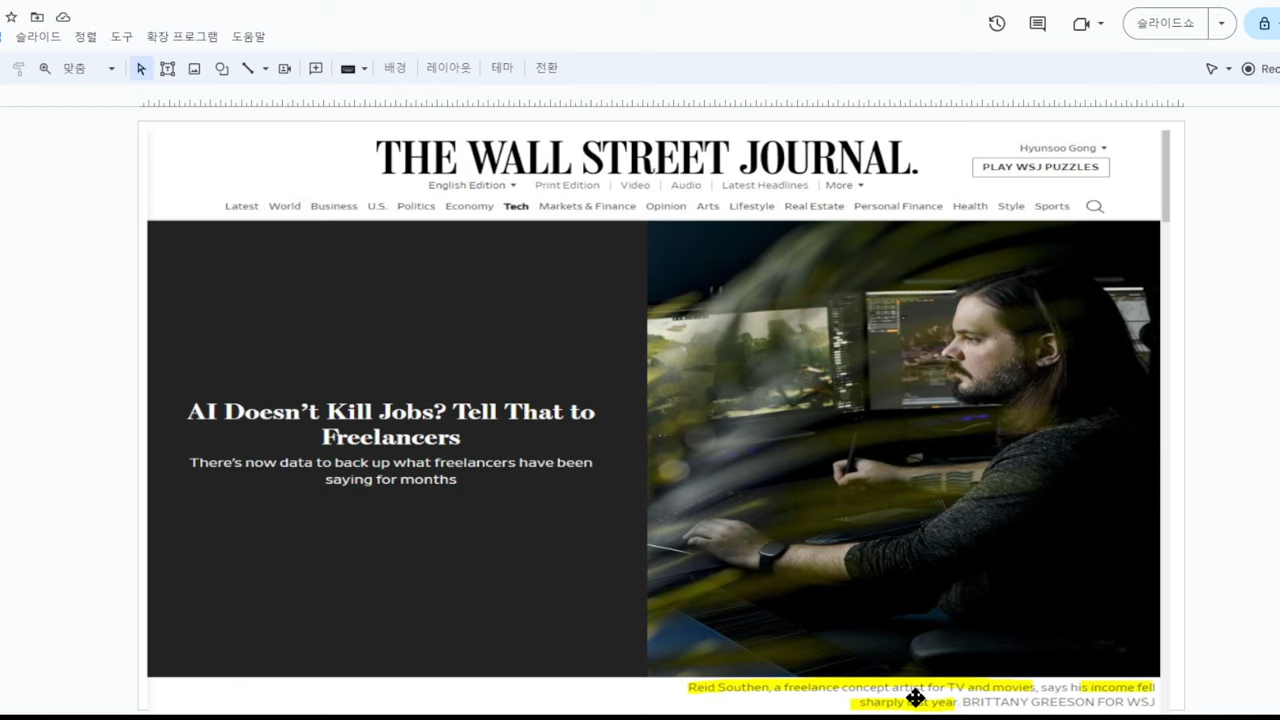 슬라이드 정렬 도구 확장 프로그램 도움말
슬라이드쇼
맞춤 배경 레이아웃 테마 전환 Rec
THE WALL STREET JOURNAL.
Hyunsoo Gong
PLAY WSJ PUZZLES
English Edition Print Edition Video Audio Latest Headlines More
Latest World Business U.S. Politics Economy Tech Markets & Finance Opinion Arts Lifestyle Real Estate Personal Finance Health Style Sports
AI Doesn't Kill Jobs? Tell That to
Freelancers
There's now data to back up what freelancers have been
saying for months
Reid Southen, a freelance concept artist for TV and movies, says his income fell
sharply last year. BRITTANY GREESON FOR WSJ